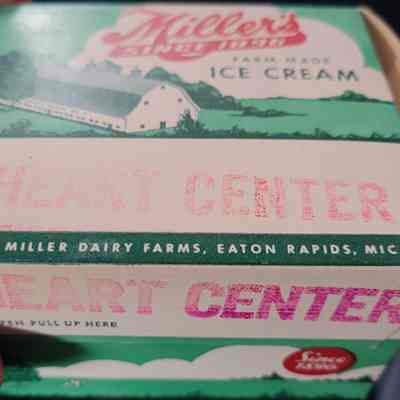 Miller's
SINCE 1898
FARM MADE
ICE CREAM
HEART CENTER
MILLER DAIRY FARMS, EATON RAPIDS, MIC
HEART CENTER
PULL UP HERE
Since